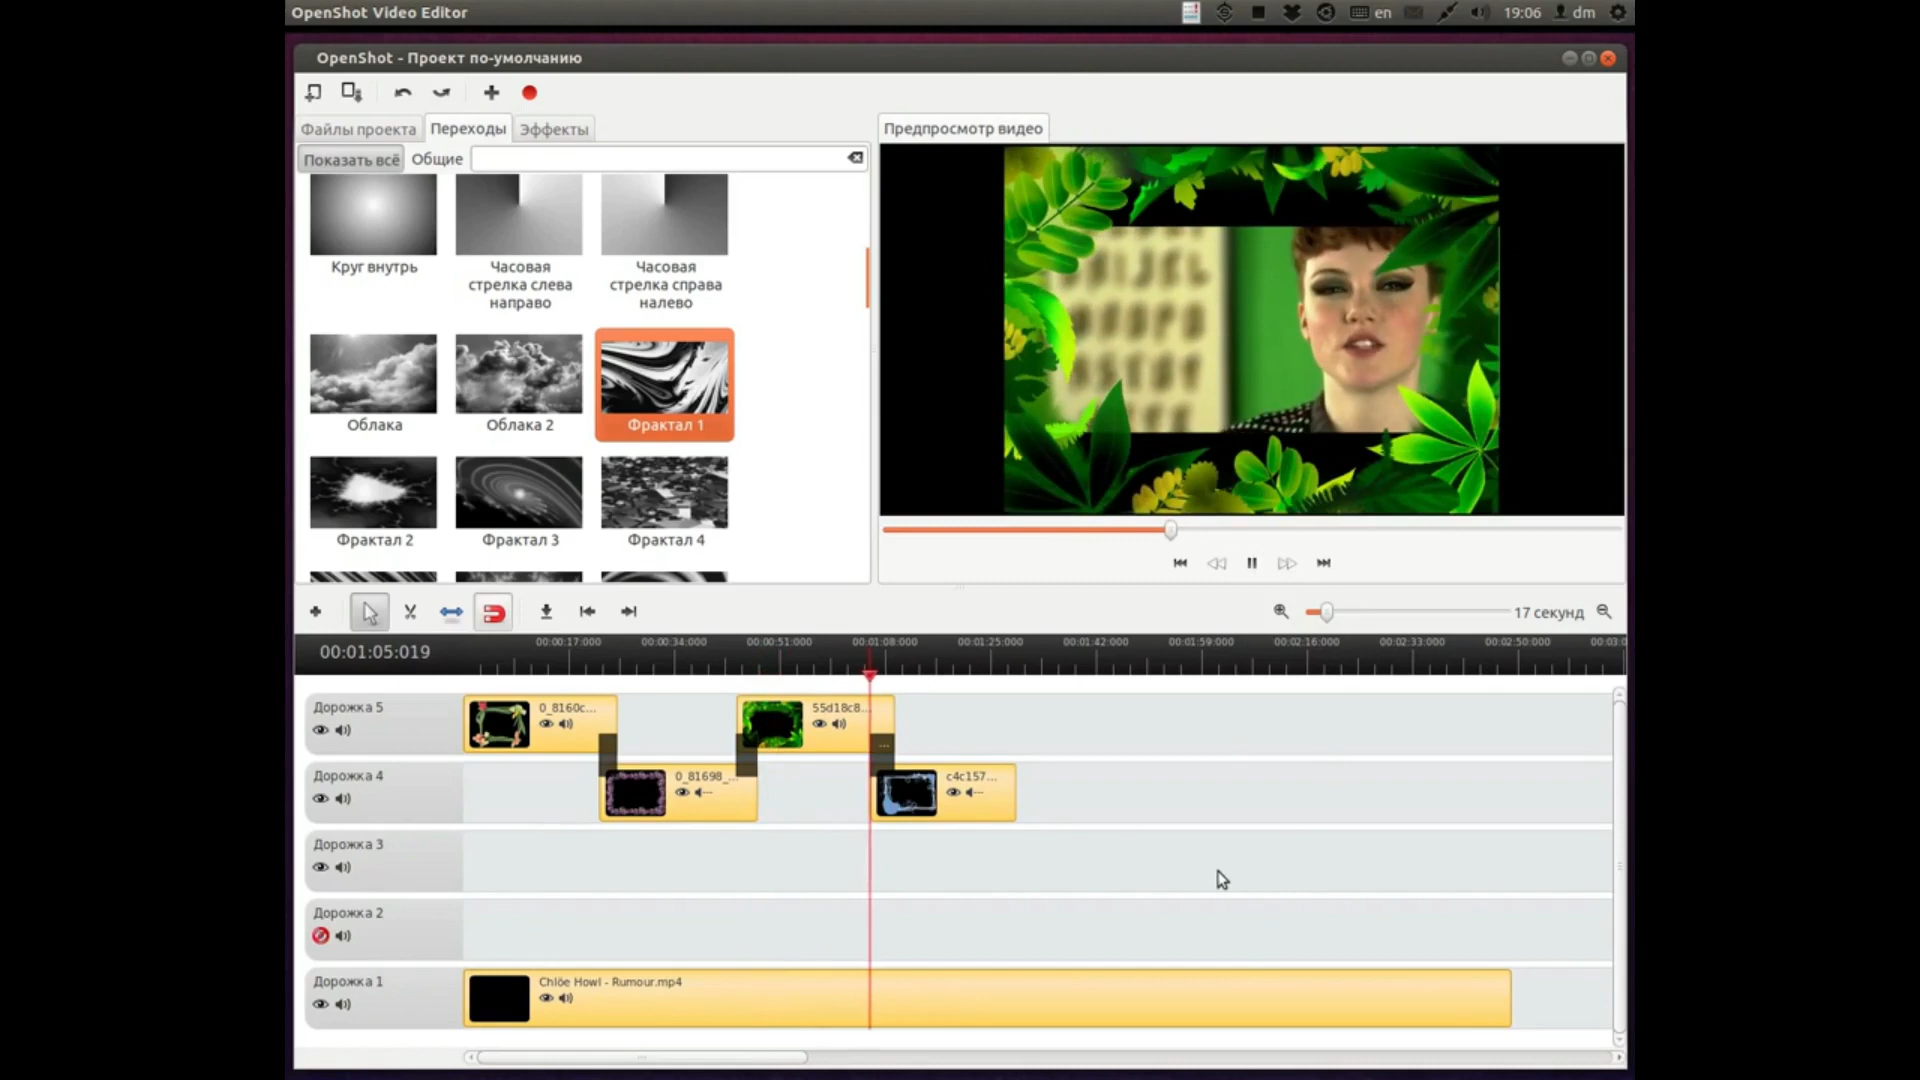 OpenShot Video Editor
en
19:06
dm
OpenShot - Проект по-умолчанию
Файлы проекта
Переходы
Эффекты
Предпросмотр видео
Показать всё
Общие
Круг внутрь
Часовая
стрелка слева
направо
Часовая
стрелка справа
налево
Облака
Облака 2
Фрактал 1
Фрактал 2
Фрактал 3
Фрактал 4
17 секунд
00:01:05:019
00:00:17:000
00:00:34:000
00:00:51:000
00:01:08:000
00:01:25:000
00:01:42:000
00:01:59:000
00:02:16:000
00:02:33:000
00:02:50:000
00:03:0
Дорожка 5
0_8160c...
55d18c8...
Дорожка 4
0_81698_...
c4c157...
Дорожка 3
Дорожка 2
Дорожка 1
Chlöe Howl - Rumour.mp4